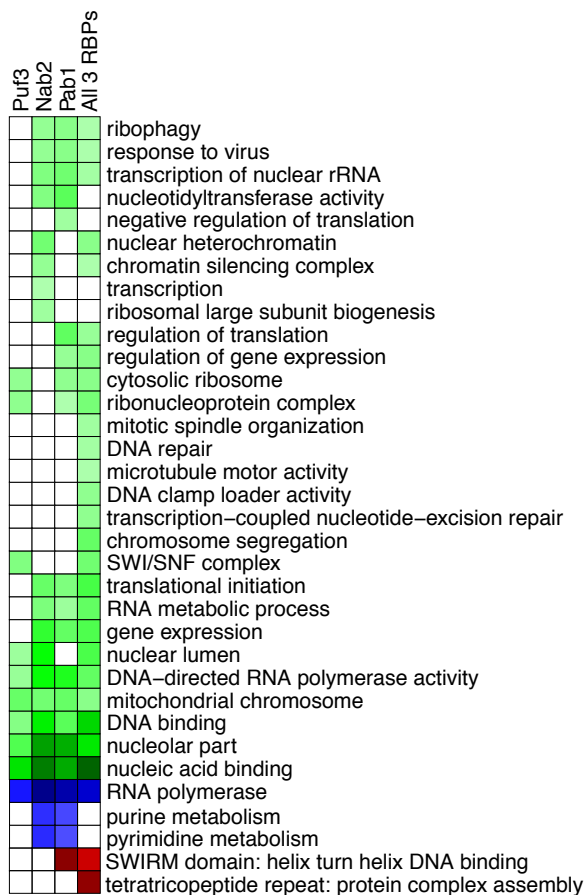 Puf3
Nab2
Pab1
All 3 RBPs
ribophagy
response to virus
transcription of nuclear rRNA
nucleotidyltransferase activity
negative regulation of translation
nuclear heterochromatin
chromatin silencing complex
transcription
ribosomal large subunit biogenesis
regulation of translation
regulation of gene expression
cytosolic ribosome
ribonucleoprotein complex
mitotic spindle organization
DNA repair
microtubule motor activity
DNA clamp loader activity
transcription−coupled nucleotide−excision repair
chromosome segregation
SWI/SNF complex
translational initiation
RNA metabolic process
gene expression
nuclear lumen
DNA−directed RNA polymerase activity
mitochondrial chromosome
DNA binding
nucleolar part
nucleic acid binding
RNA polymerase
purine metabolism
pyrimidine metabolism
SWIRM domain: helix turn helix DNA binding
tetratricopeptide repeat: protein complex assembly